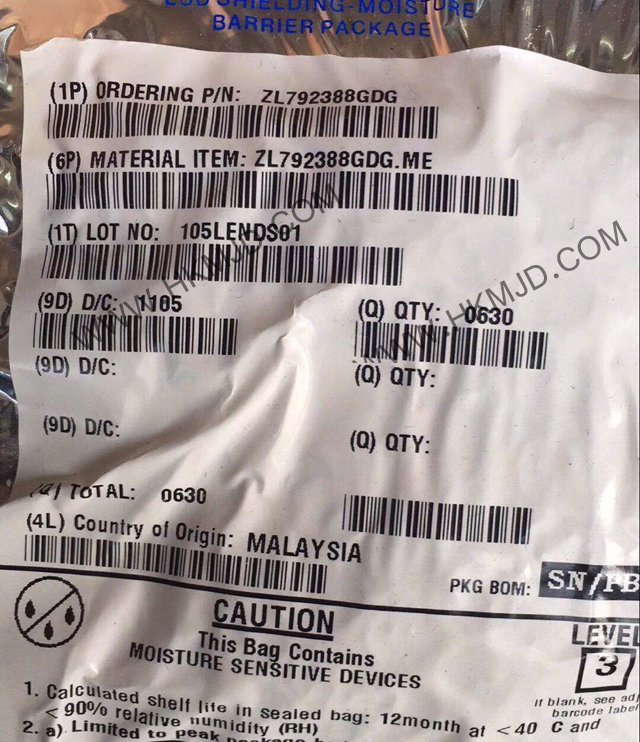 ESD SHIELDING-MOISTURE
BARRIER PACKAGE
(1P) ORDERING P/N: ZL792388GDG
(6P) MATERIAL ITEM: ZL792388GDG.ME
(1T) LOT NO: 105LENDS01
(9D) D/C: 1105
(Q) QTY: 0630
(9D) D/C:
(Q) QTY:
(9D) D/C:
(Q) QTY:
(Q) TOTAL: 0630
(4L) Country of Origin: MALAYSIA
PKG BOM: SN/PB
CAUTION
This Bag Contains
MOISTURE SENSITIVE DEVICES
LEVEL
3
If blank, see adj
barcode label
1. Calculated shelf life in sealed bag: 12month at <40 C and
< 90% relative humidity (RH)
2. a) Limited to peak package
WWW.HKMJD.COM
WWW.HKMJD.COM